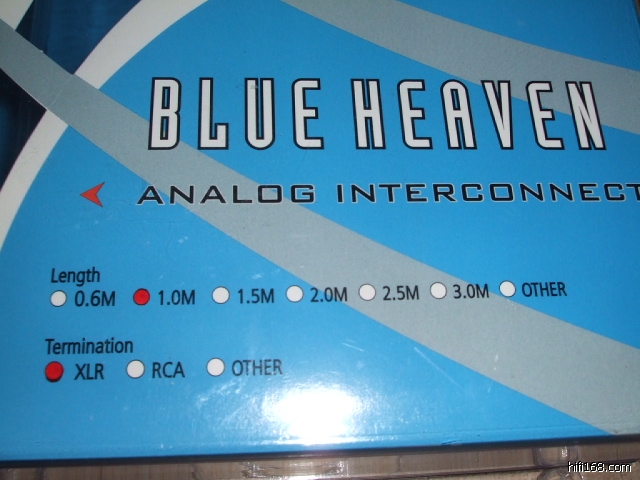 BLUE HEAVEN
ANALOG INTERCONNECT
Length
0.6M 1.0M 1.5M 2.0M 2.5M 3.0M OTHER
Termination
XLR RCA OTHER
hifi168.com